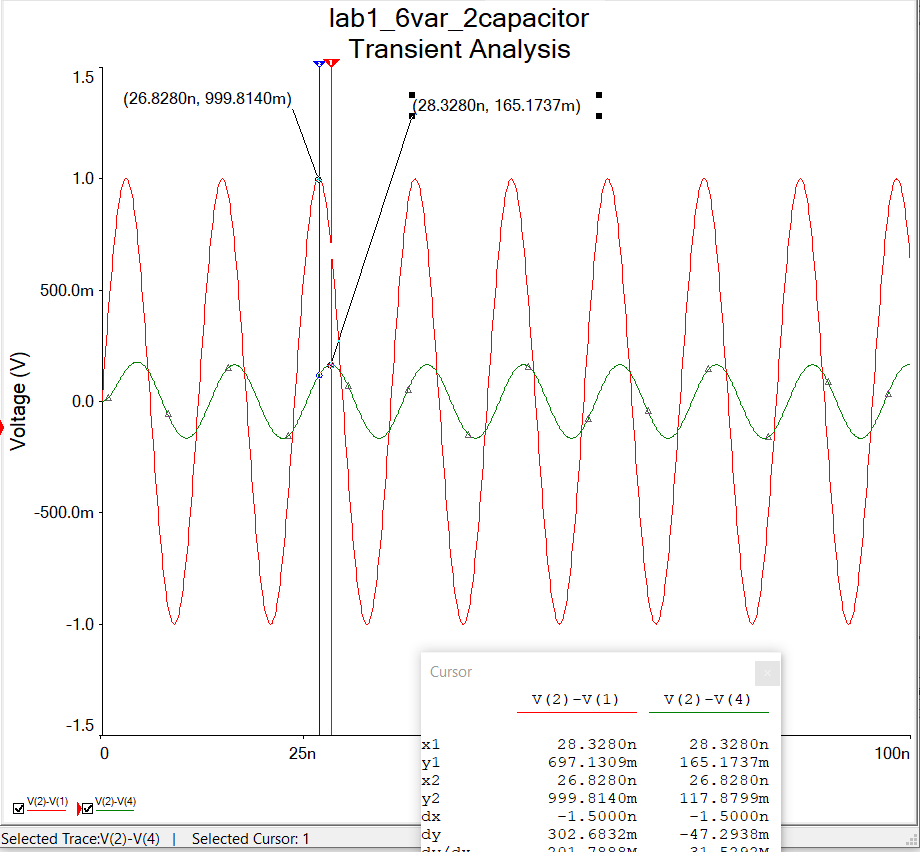 lab1_6var_2capacitor
Transient Analysis
1.5
(26.8280n, 999.8140m)
(28.3280n, 165.1737m)
1.0
500.0m
Voltage (V)
0.0
-500.0m
-1.0
-1.5
0
25n
100n
Cursor
V(2)-V(1) V(2)-V(4)
x1 28.3280n 28.3280n
y1 697.1309m 165.1737m
x2 26.8280n 26.8280n
y2 999.8140m 117.8799m
dx -1.5000n -1.5000n
dy 302.6832m -47.2938m
V(2)-V(1) V(2)-V(4)
Selected Trace:V(2)-V(4) | Selected Cursor: 1